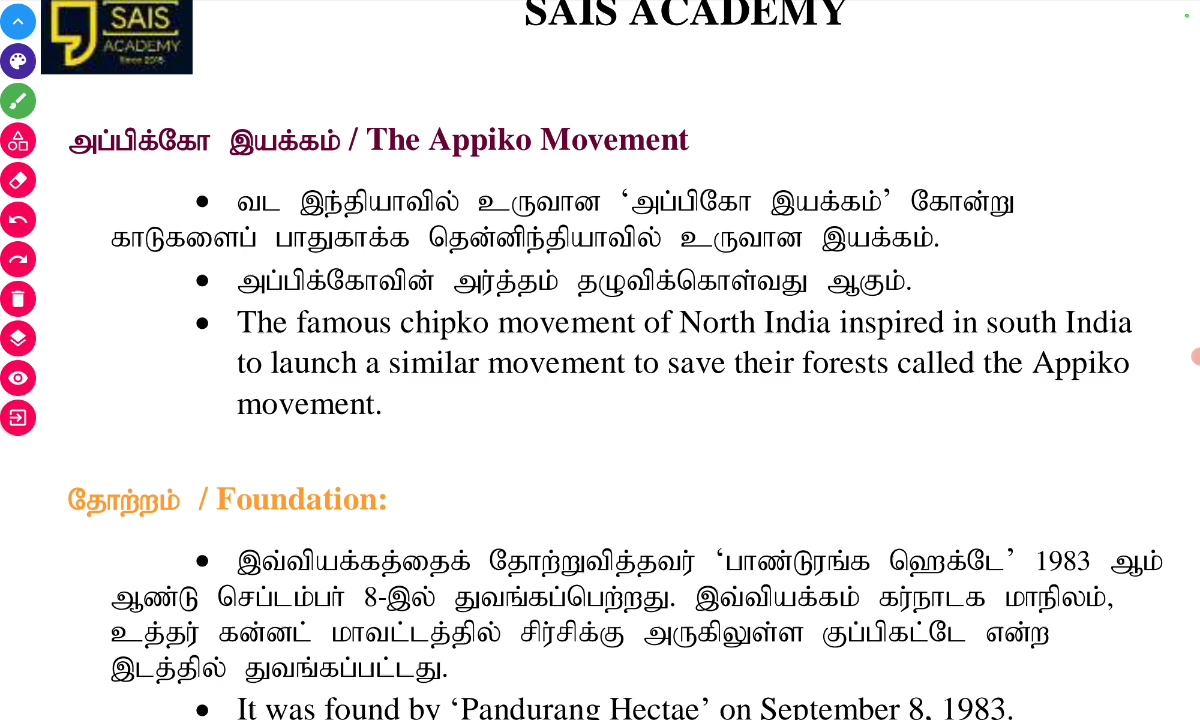 SAIS
ACADEMY
Since 2015
SAIS ACADEMY
அப்பிக்கோ இயக்கம் / The Appiko Movement
• வட இந்தியாவில் உருவான ‘அப்பிகோ இயக்கம்’ கோன்று
காடுகளைப் பாதுகாக்க தென்னிந்தியாவில் உருவான இயக்கம்.
• அப்பிக்கோவின் அர்த்தம் தழுவிக்கொள்வது ஆகும்.
• The famous chipko movement of North India inspired in south India
to launch a similar movement to save their forests called the Appiko
movement.
தோற்றம் / Foundation:
• இவ்வியக்கத்தைக் தோற்றுவித்தவர் ‘பாண்டுரங்க ஹெக்டே’ 1983 ஆம்
ஆண்டு செப்டம்பர் 8-இல் துவங்கப்பெற்றது. இவ்வியக்கம் கர்நாடக மாநிலம்,
உத்தர் கன்னட் மாவட்டத்தில் சிர்சிக்கு அருகிலுள்ள குப்பிகட்டே என்ற
இடத்தில் துவங்கப்பட்டது.
• It was found by ‘Pandurang Hectae’ on September 8, 1983.